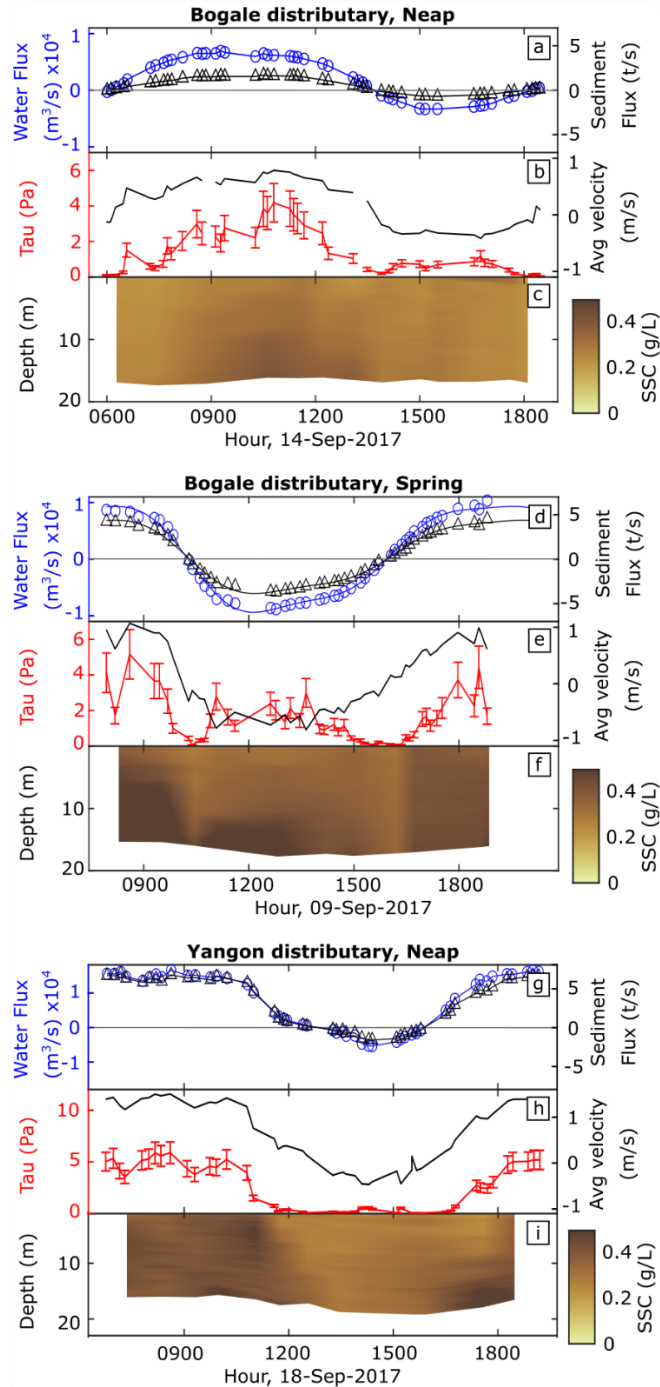 Bogale distributary, Neap
Water Flux
(m³/s) x10⁴
1
0
-1
a
5
0
-5
Sediment
Flux (t/s)
Tau (Pa)
6
4
2
0
b
1
0
-1
Avg velocity
(m/s)
Depth (m)
10
20
c
0.4
0.2
0
SSC (g/L)
0600 0900 1200 1500 1800
Hour, 14-Sep-2017
Bogale distributary, Spring
Water Flux
(m³/s) x10⁴
1
0
-1
d
5
0
-5
Sediment
Flux (t/s)
Tau (Pa)
6
4
2
0
e
1
0
-1
Avg velocity
(m/s)
Depth (m)
10
20
f
0.4
0.2
0
SSC (g/L)
0900 1200 1500 1800
Hour, 09-Sep-2017
Yangon distributary, Neap
Water Flux
(m³/s) x10⁴
1
0
-1
g
5
0
-5
Sediment
Flux (t/s)
Tau (Pa)
10
5
0
h
1
0
-1
Avg velocity
(m/s)
Depth (m)
10
20
i
0.4
0.2
0
SSC (g/L)
0900 1200 1500 1800
Hour, 18-Sep-2017